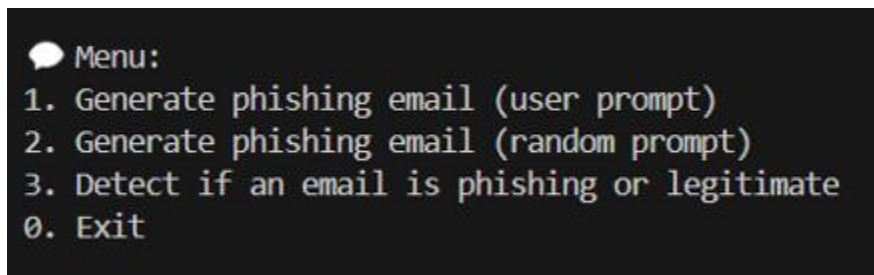 💬 Menu:
1. Generate phishing email (user prompt)
2. Generate phishing email (random prompt)
3. Detect if an email is phishing or legitimate
0. Exit